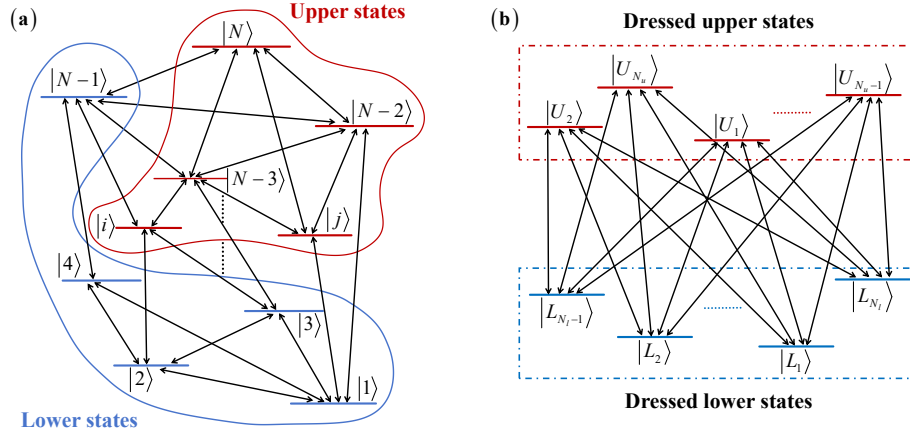 (a)
Upper states
|N⟩
|N−1⟩
|N−2⟩
|N−3⟩
|i⟩
|j⟩
|4⟩
|3⟩
|2⟩
|1⟩
Lower states
(b)
Dressed upper states
|U_{N_u}⟩
|U_{N_u−1}⟩
|U_2⟩
|U_1⟩
|L_{N_l−1}⟩
|L_{N_l}⟩
|L_2⟩
|L_1⟩
Dressed lower states